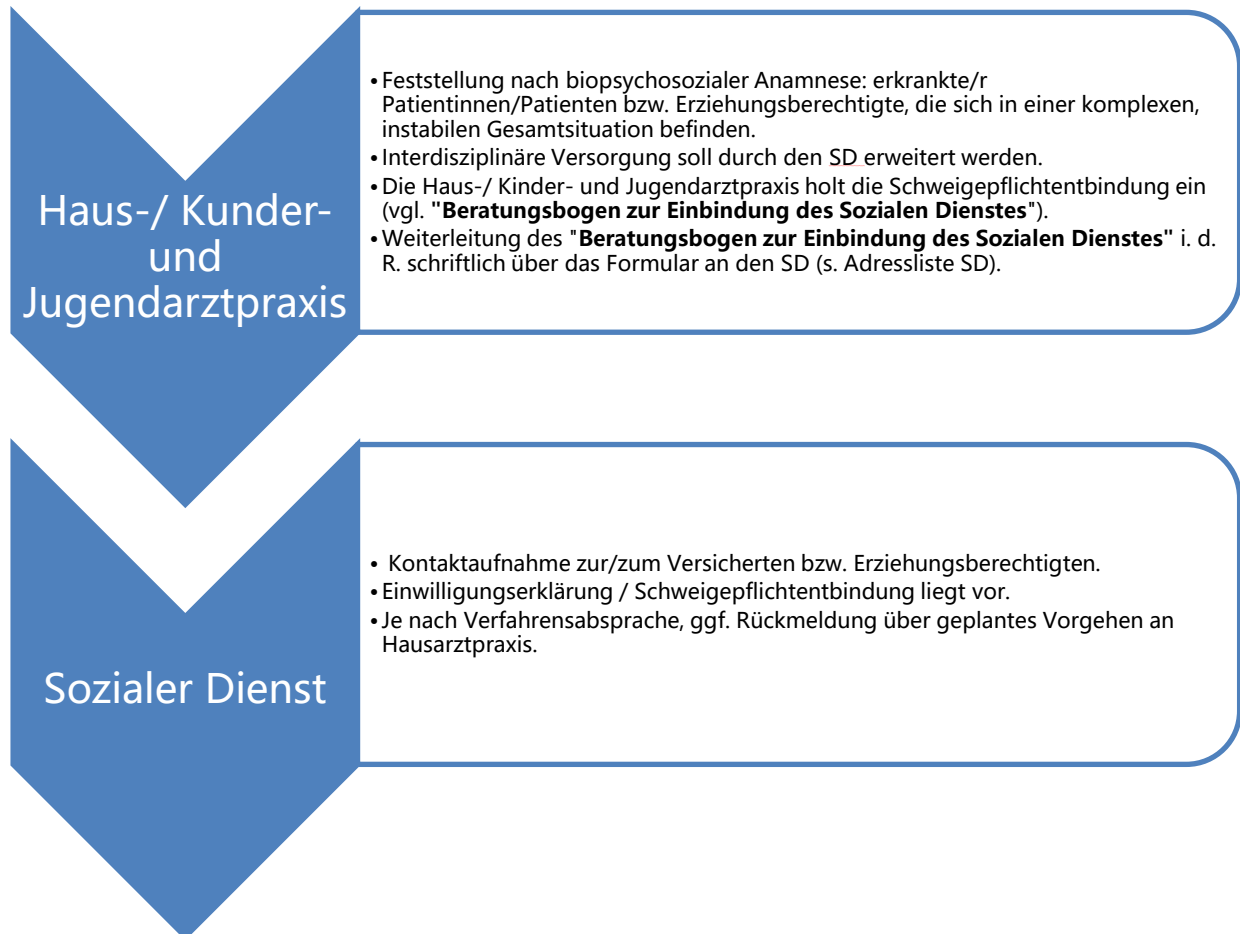 Haus-/ Kunder-
und
Jugendarztpraxis
• Feststellung nach biopsychosozialer Anamnese: erkrankte/r
Patientinnen/Patienten bzw. Erziehungsberechtigte, die sich in einer komplexen,
instabilen Gesamtsituation befinden.
• Interdisziplinäre Versorgung soll durch den SD erweitert werden.
• Die Haus-/ Kinder- und Jugendarztpraxis holt die Schweigepflichtentbindung ein
(vgl. "Beratungsbogen zur Einbindung des Sozialen Dienstes").
• Weiterleitung des "Beratungsbogen zur Einbindung des Sozialen Dienstes" i. d.
R. schriftlich über das Formular an den SD (s. Adressliste SD).
Sozialer Dienst
• Kontaktaufnahme zur/zum Versicherten bzw. Erziehungsberechtigten.
• Einwilligungserklärung / Schweigepflichtentbindung liegt vor.
• Je nach Verfahrensabsprache, ggf. Rückmeldung über geplantes Vorgehen an
Hausarztpraxis.